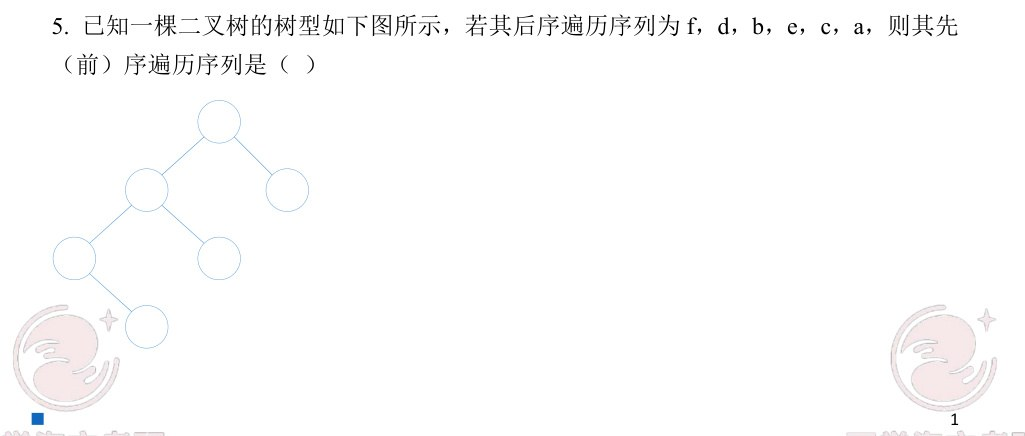 5. 已知一棵二叉树的树型如下图所示，若其后序遍历序列为 f，d，b，e，c，a，则其先
（前）序遍历序列是（ ）
1